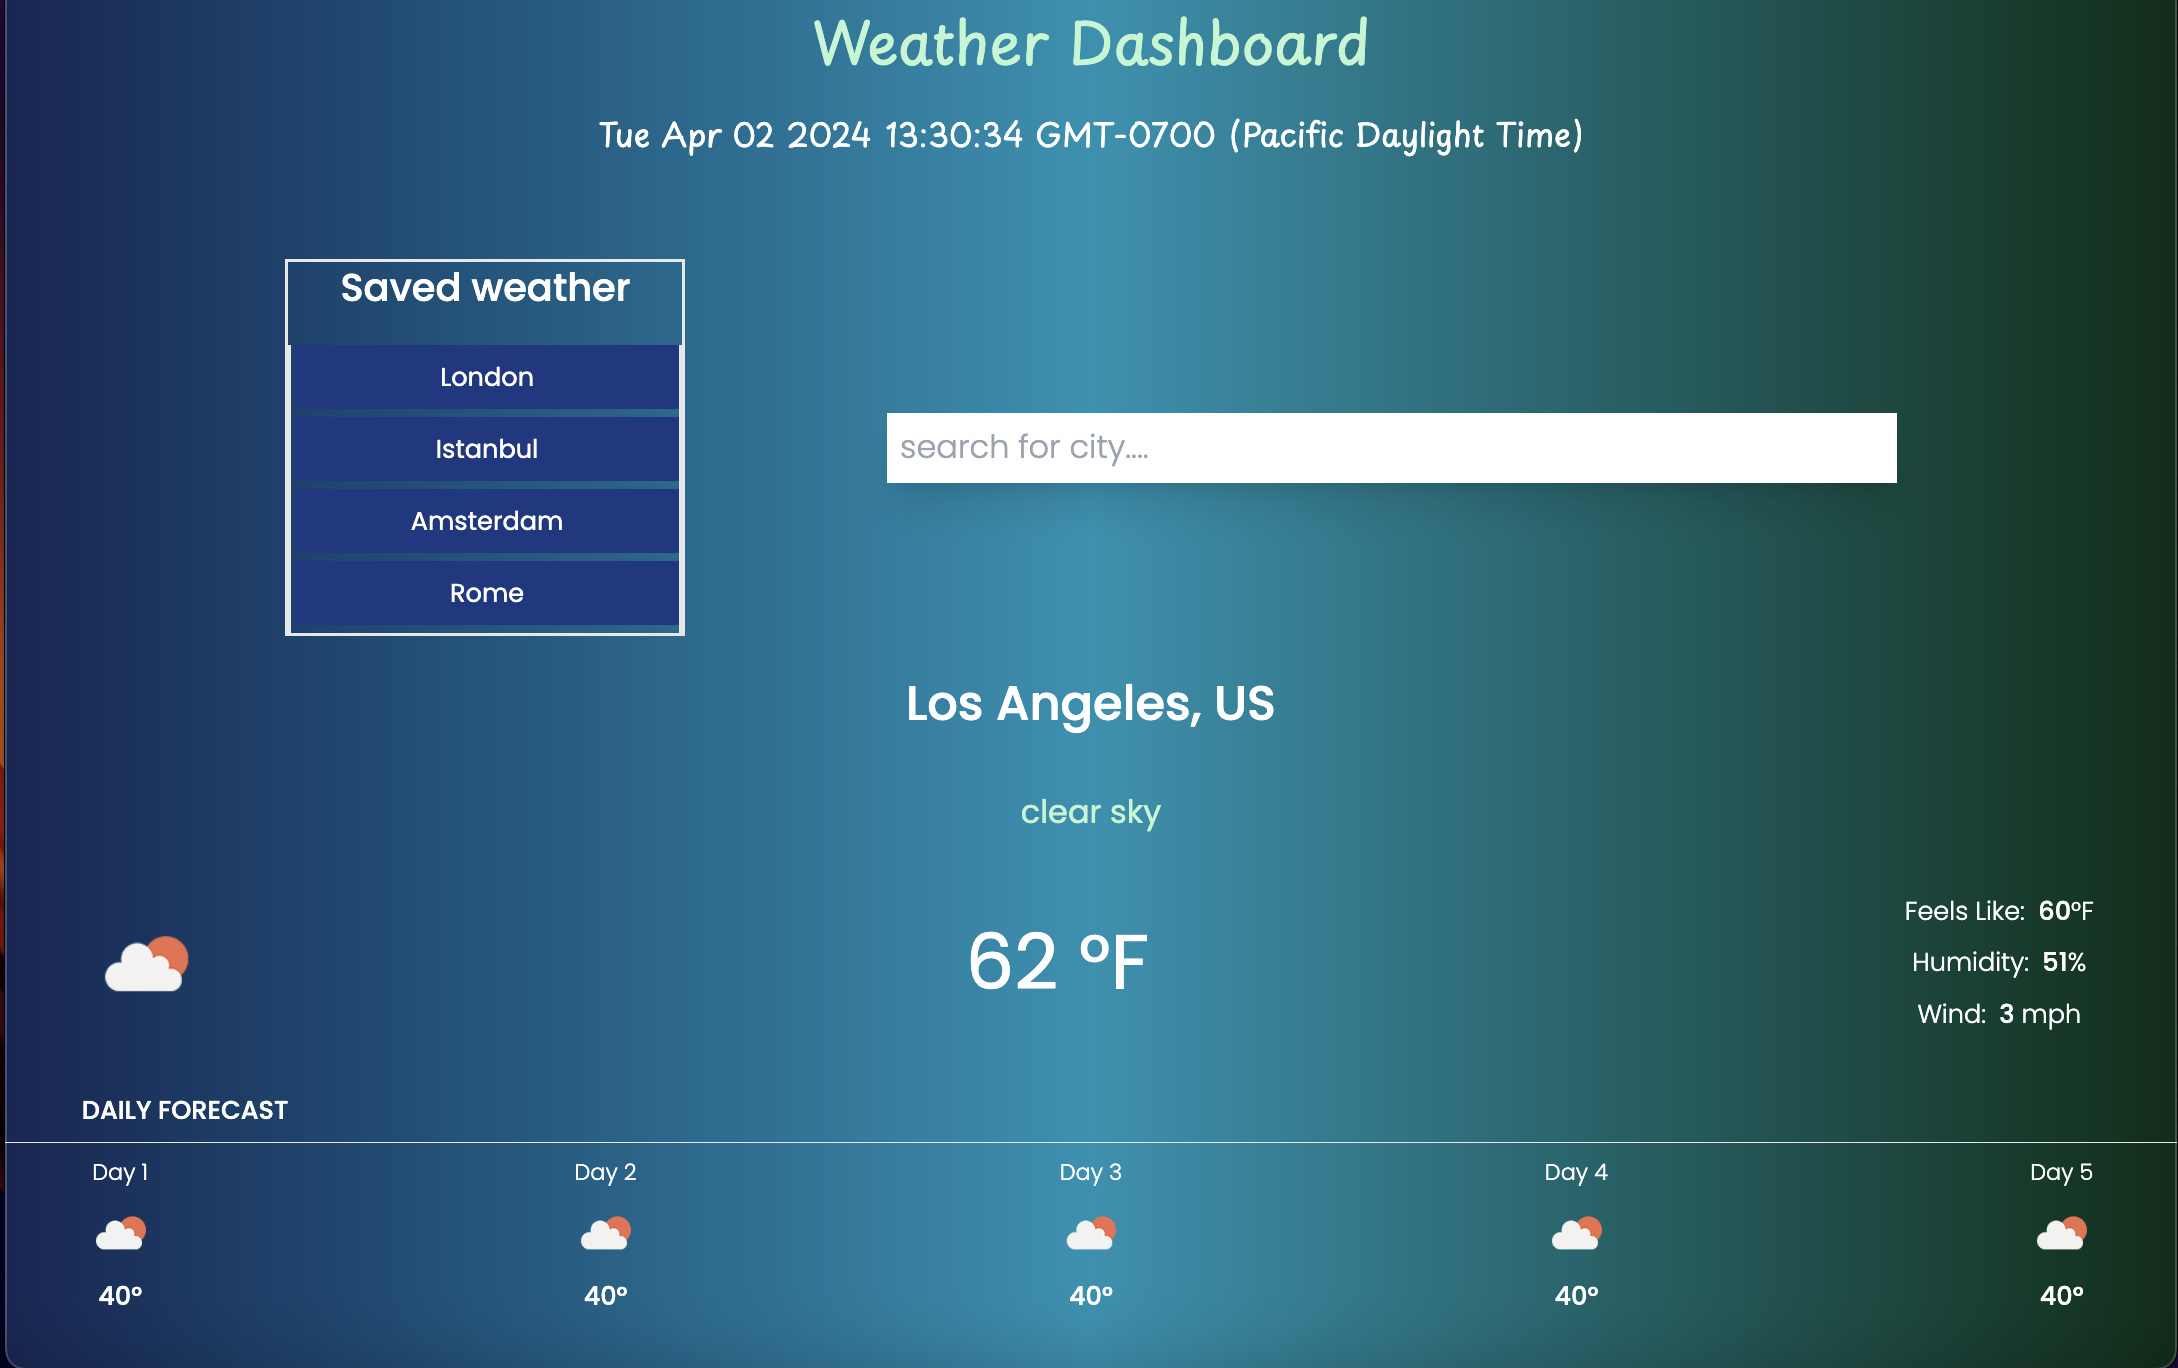 Weather Dashboard
Tue Apr 02 2024 13:30:34 GMT-0700 (Pacific Daylight Time)
Saved weather
London
Istanbul
Amsterdam
Rome
search for city....
Los Angeles, US
clear sky
62 °F
Feels Like: 60°F
Humidity: 51%
Wind: 3 mph
DAILY FORECAST
Day 1 Day 2 Day 3 Day 4 Day 5
40° 40° 40° 40° 40°